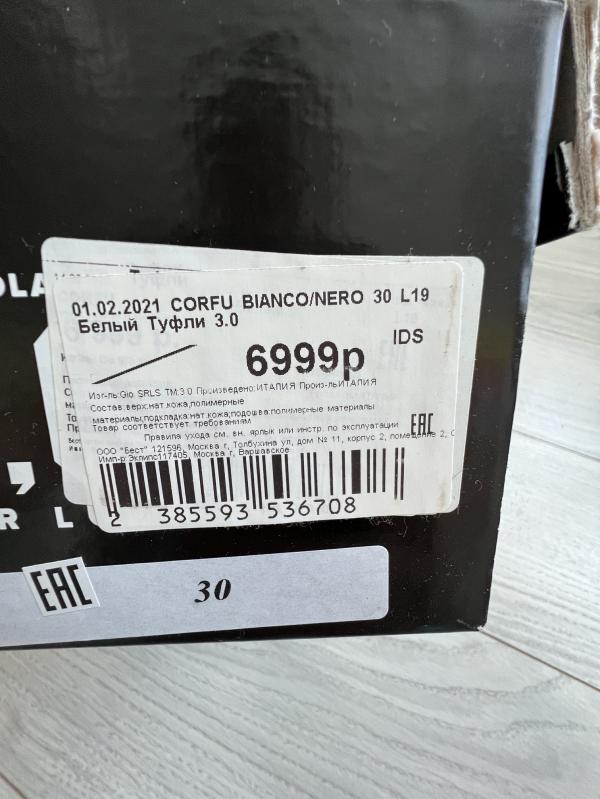 OLA
Туфли
01.02.2021 CORFU BIANCO/NERO 30 L19
Белый Туфли 3.0
IDS
6999р
Изг-ль:Gio SRLS ТМ:3.0 Произведено:ИТАЛИЯ Произ-ль:ИТАЛИЯ
Состав:верх:нат.кожа,полимерные
материалы,подкладка:нат.кожа,подошва:полимерные материалы
Товар соответствует требованиям
Правила ухода см. вн. ярлык или инстр. по эксплуатации
EAC
ООО "Бест" 121596, Москва г, Толбухина ул, дом № 11, корпус 2, помещение 2,
Имп-р:Эклипс117405, Москва г, Варшавское
2 385593 536708
R L
EAC
30